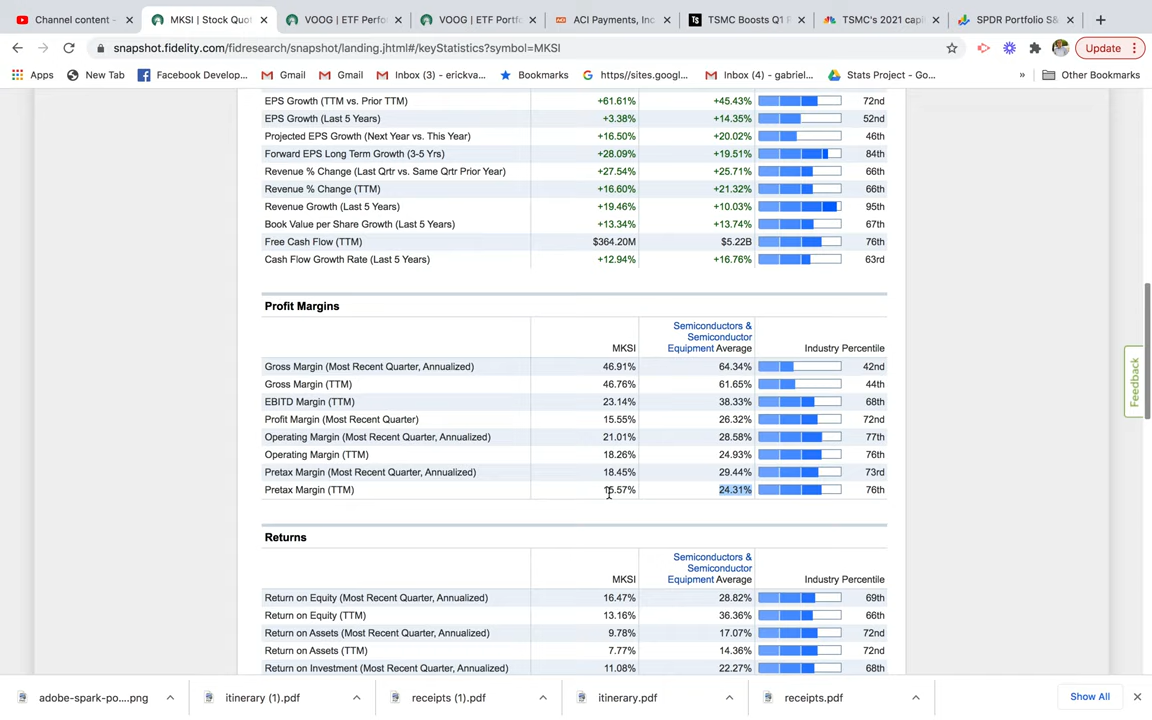 Channel content -
MKSI | Stock Quot
VOOG | ETF Perfo
VOOG | ETF Portfo
ACI Payments, Inc
TSMC Boosts Q1 R
TSMC's 2021 capi
SPDR Portfolio S&
snapshot.fidelity.com/fidresearch/snapshot/landing.jhtml#/keyStatistics?symbol=MKSI
Update
Apps
New Tab
Facebook Develop...
Gmail
Gmail
Inbox (3) - erickva...
Bookmarks
https//sites.googl...
Inbox (4) - gabriel...
Stats Project - Go...
»
Other Bookmarks
EPS Growth (TTM vs. Prior TTM) +61.61% +45.43% 72nd
EPS Growth (Last 5 Years) +3.38% +14.35% 52nd
Projected EPS Growth (Next Year vs. This Year) +16.50% +20.02% 46th
Forward EPS Long Term Growth (3-5 Yrs) +28.09% +19.51% 84th
Revenue % Change (Last Qrtr vs. Same Qrtr Prior Year) +27.54% +25.71% 66th
Revenue % Change (TTM) +16.60% +21.32% 66th
Revenue Growth (Last 5 Years) +19.46% +10.03% 95th
Book Value per Share Growth (Last 5 Years) +13.34% +13.74% 67th
Free Cash Flow (TTM) $364.20M $5.22B 76th
Cash Flow Growth Rate (Last 5 Years) +12.94% +16.76% 63rd
Profit Margins
Semiconductors &
Semiconductor
MKSI Equipment Average Industry Percentile
Gross Margin (Most Recent Quarter, Annualized) 46.91% 64.34% 42nd
Gross Margin (TTM) 46.76% 61.65% 44th
EBITD Margin (TTM) 23.14% 38.33% 68th
Profit Margin (Most Recent Quarter) 15.55% 26.32% 72nd
Operating Margin (Most Recent Quarter, Annualized) 21.01% 28.58% 77th
Operating Margin (TTM) 18.26% 24.93% 76th
Pretax Margin (Most Recent Quarter, Annualized) 18.45% 29.44% 73rd
Pretax Margin (TTM) 15.57% 24.31% 76th
Returns
Semiconductors &
Semiconductor
MKSI Equipment Average Industry Percentile
Return on Equity (Most Recent Quarter, Annualized) 16.47% 28.82% 69th
Return on Equity (TTM) 13.16% 36.36% 66th
Return on Assets (Most Recent Quarter, Annualized) 9.78% 17.07% 72nd
Return on Assets (TTM) 7.77% 14.36% 72nd
Return on Investment (Most Recent Quarter, Annualized) 11.08% 22.27% 68th
Feedback
adobe-spark-po....png
itinerary (1).pdf
receipts (1).pdf
itinerary.pdf
receipts.pdf
Show All